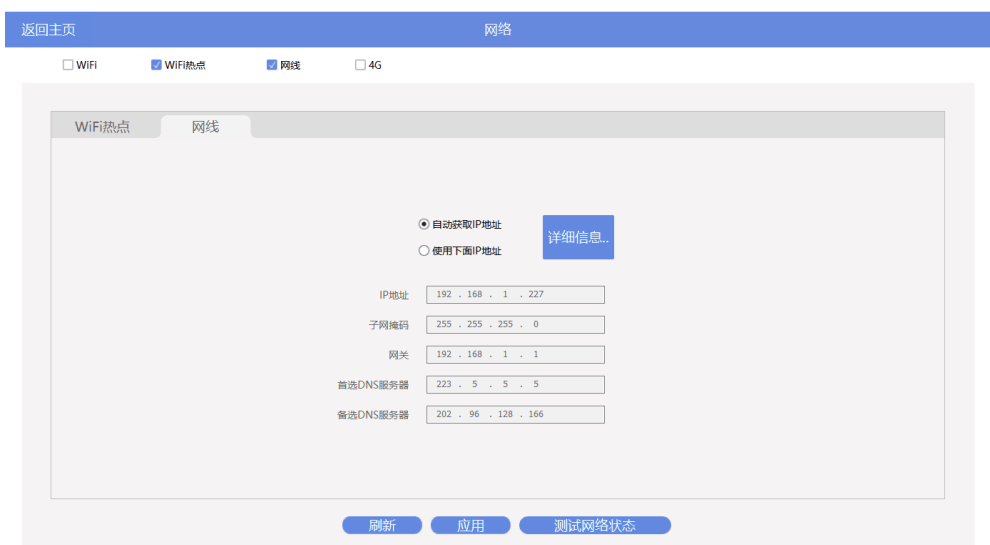 返回主页 网络
WiFi WiFi热点 网线 4G
WiFi热点 网线
自动获取IP地址
详细信息..
使用下面IP地址
IP地址 192 . 168 . 1 . 227
子网掩码 255 . 255 . 255 . 0
网关 192 . 168 . 1 . 1
首选DNS服务器 223 . 5 . 5 . 5
备选DNS服务器 202 . 96 . 128 . 166
刷新 应用 测试网络状态